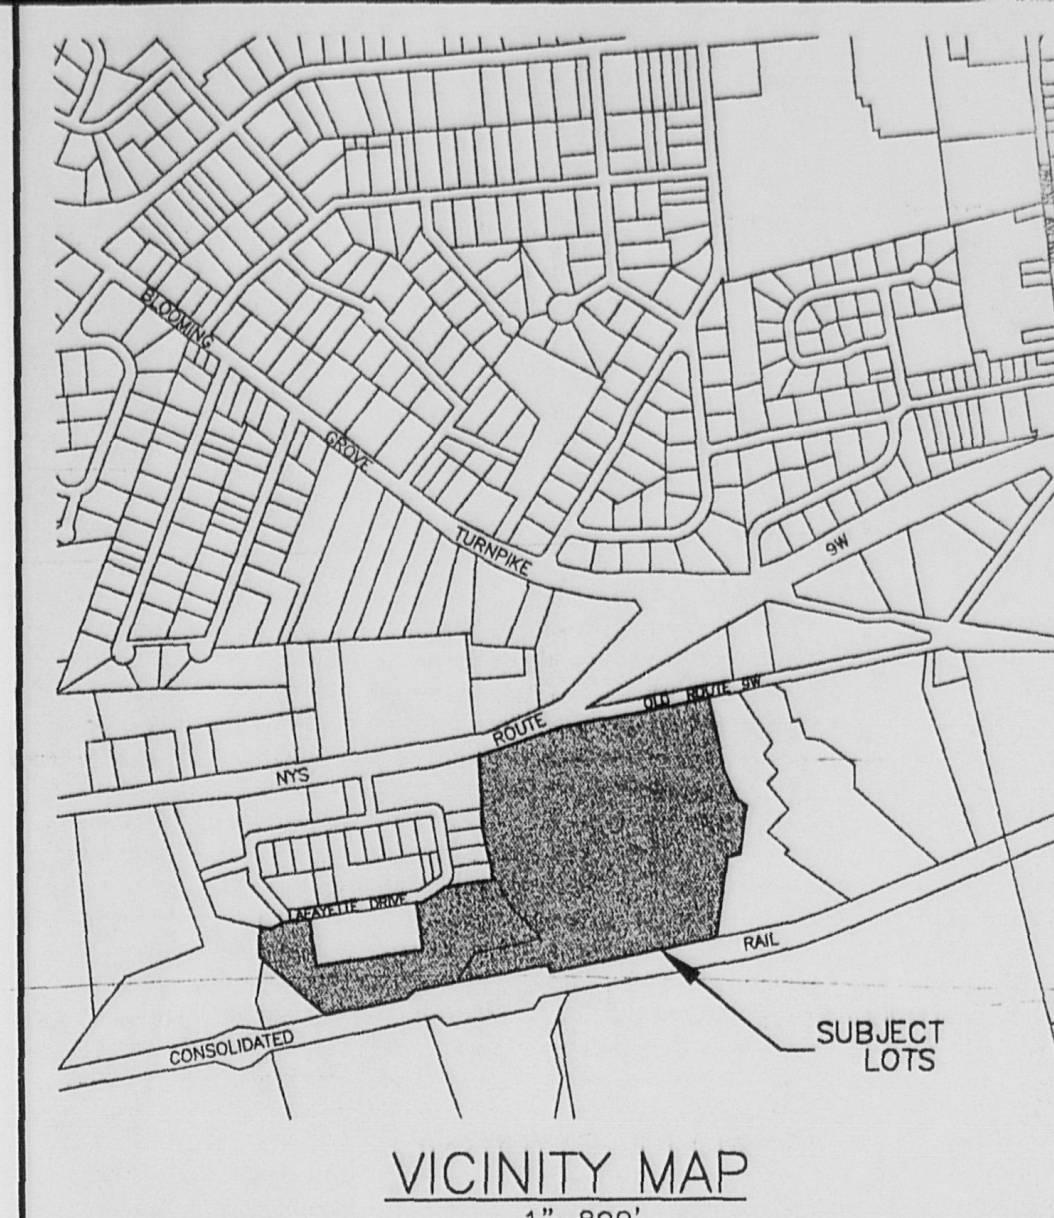 BLOOMING
GROVE
TURNPIKE
9W
OLD ROUTE 9W
ROUTE
NYS
LAFAYETTE DRIVE
RAIL
CONSOLIDATED
SUBJECT
LOTS
VICINITY MAP